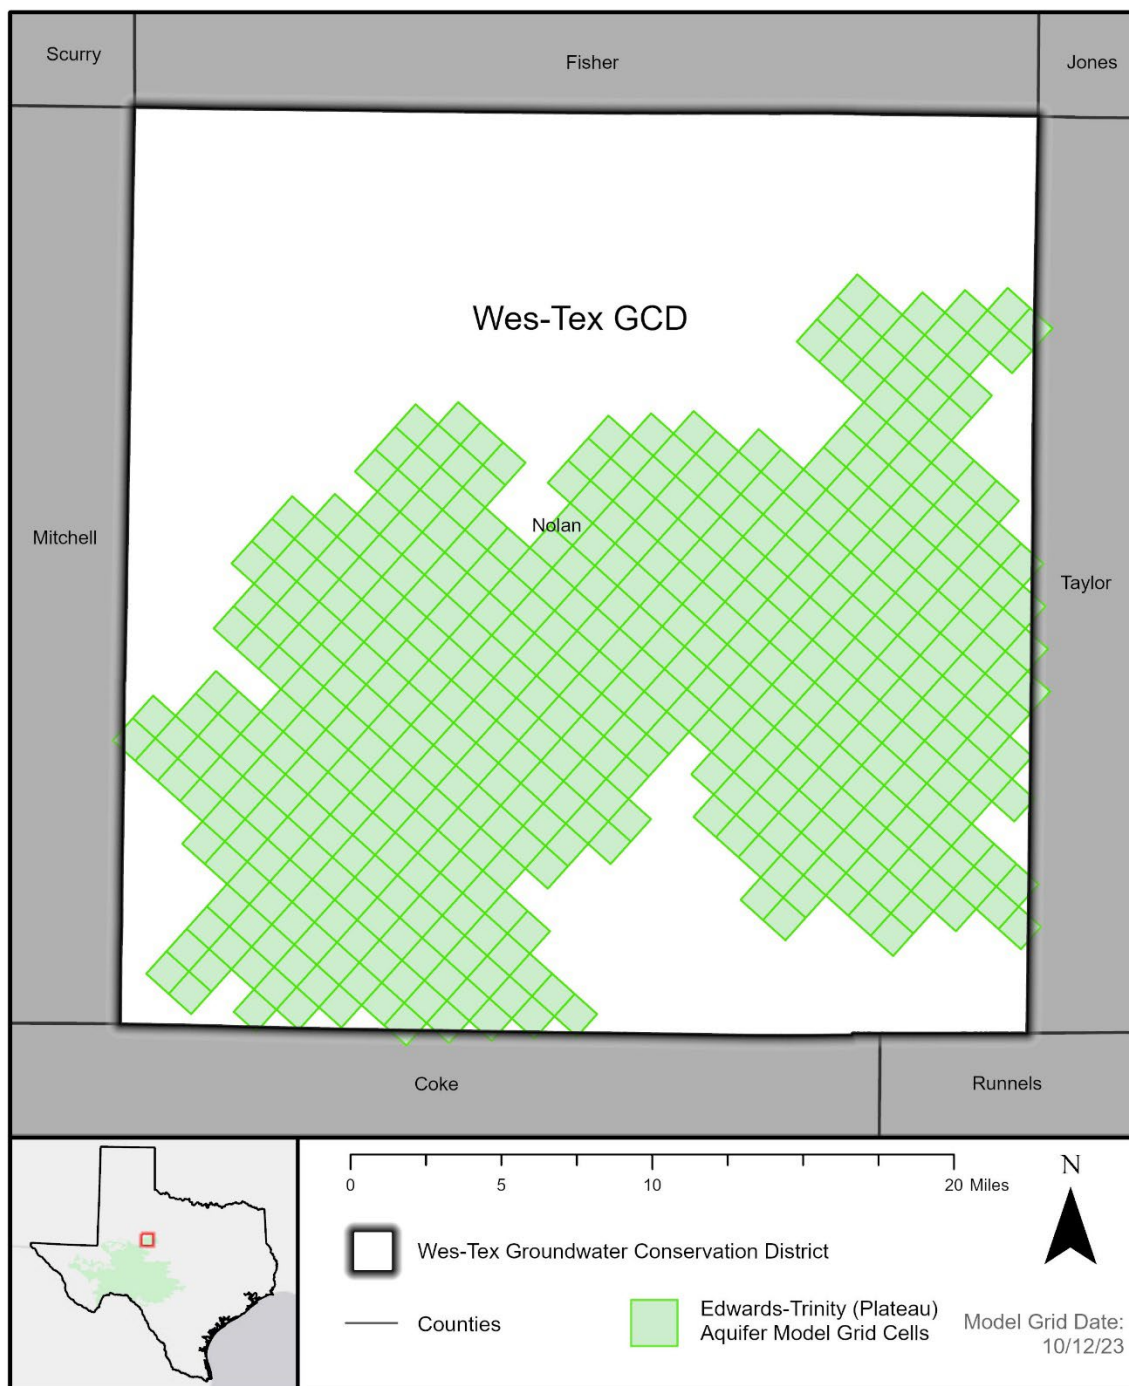 Scurry
Fisher
Jones
Wes-Tex GCD
Nolan
Mitchell
Taylor
Coke
Runnels
0 5 10 20 Miles
N
Wes-Tex Groundwater Conservation District
Counties
Edwards-Trinity (Plateau)
Aquifer Model Grid Cells
Model Grid Date:
10/12/23